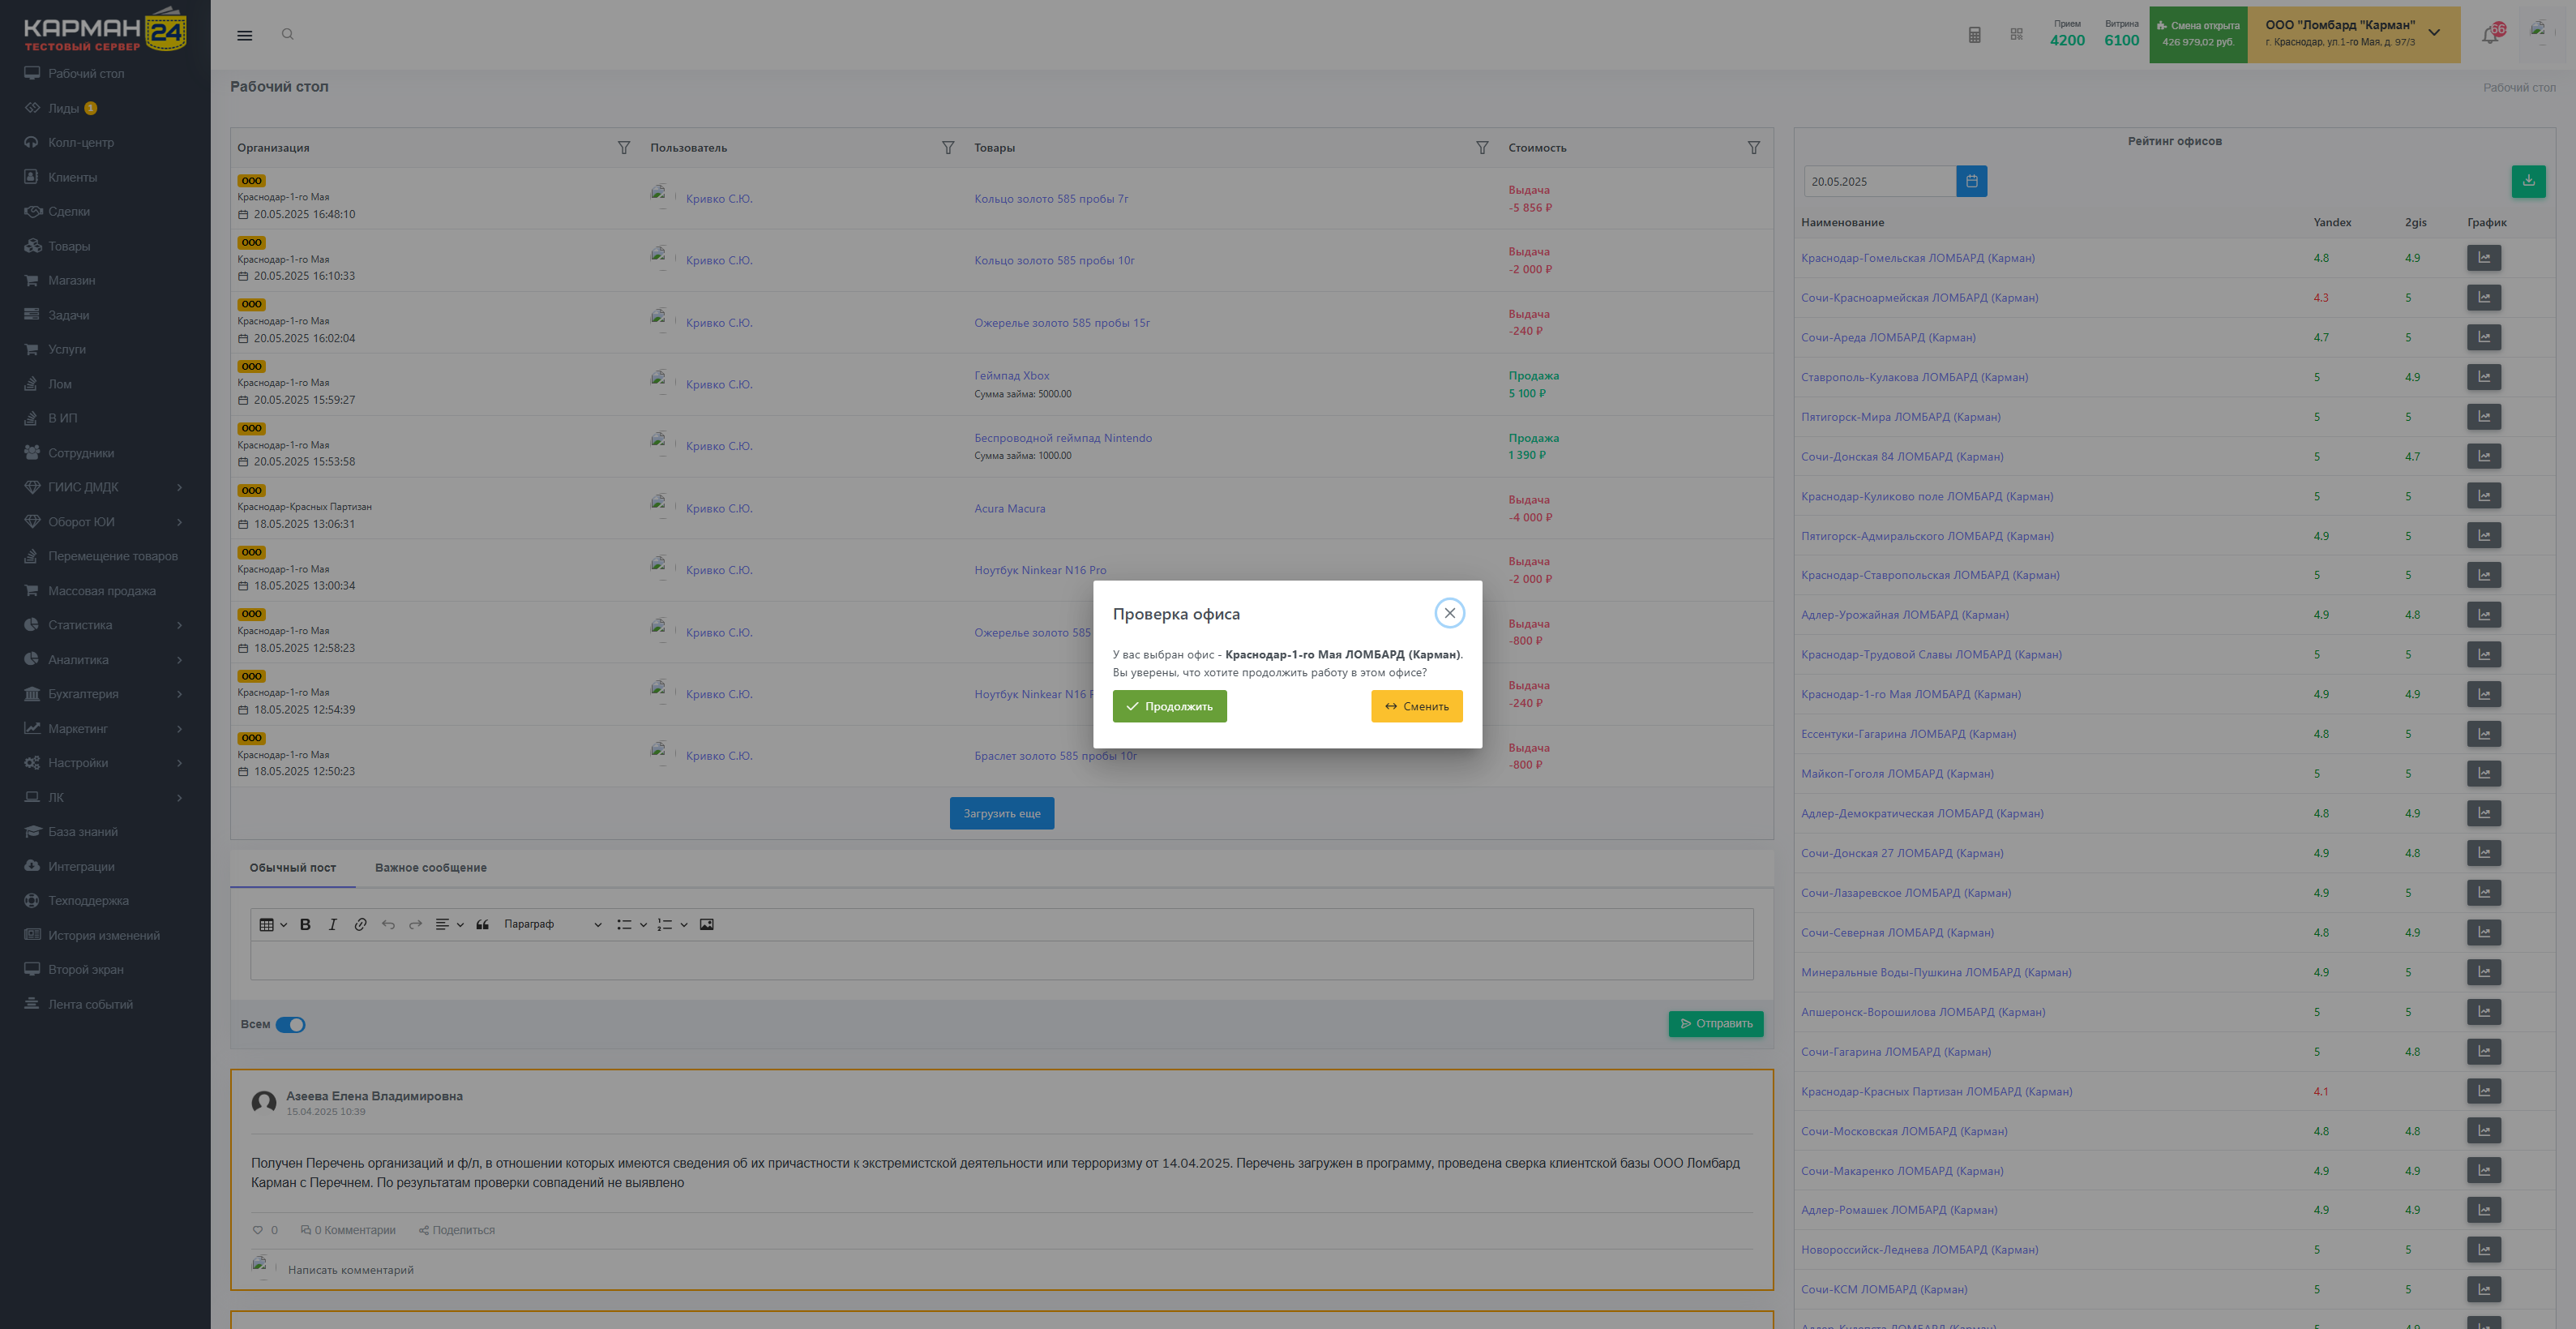 КАРМАН 24
ТЕСТОВЫЙ СЕРВЕР
Рабочий стол
Лиды 1
Колл-центр
Клиенты
Сделки
Товары
Магазин
Задачи
Услуги
Лом
В ИП
Сотрудники
ГИИС ДМДК
Оборот ЮИ
Перемещение товаров
Массовая продажа
Статистика
Аналитика
Бухгалтерия
Маркетинг
Настройки
ЛК
База знаний
Интеграции
Техподдержка
История изменений
Второй экран
Лента событий
Прием
4200
Витрина
6100
Смена открыта
426 979,02 руб.
ООО "Ломбард "Карман"
г. Краснодар, ул.1-го Мая, д. 97/3
66
Рабочий стол
Рабочий стол
Организация Пользователь Товары Стоимость
ООО
Краснодар-1-го Мая
20.05.2025 16:48:10
Кривко С.Ю.
Кольцо золото 585 пробы 7г
Выдача
-5 856 ₽
ООО
Краснодар-1-го Мая
20.05.2025 16:10:33
Кривко С.Ю.
Кольцо золото 585 пробы 10г
Выдача
-2 000 ₽
ООО
Краснодар-1-го Мая
20.05.2025 16:02:04
Кривко С.Ю.
Ожерелье золото 585 пробы 15г
Выдача
-240 ₽
ООО
Краснодар-1-го Мая
20.05.2025 15:59:27
Кривко С.Ю.
Геймпад Xbox
Сумма займа: 5000.00
Продажа
5 100 ₽
ООО
Краснодар-1-го Мая
20.05.2025 15:53:58
Кривко С.Ю.
Беспроводной геймпад Nintendo
Сумма займа: 1000.00
Продажа
1 390 ₽
ООО
Краснодар-Красных Партизан
18.05.2025 13:06:31
Кривко С.Ю.
Acura Macura
Выдача
-4 000 ₽
ООО
Краснодар-1-го Мая
18.05.2025 13:00:34
Кривко С.Ю.
Ноутбук Ninkear N16 Pro
Выдача
-2 000 ₽
ООО
Краснодар-1-го Мая
18.05.2025 12:58:23
Кривко С.Ю.
Ожерелье золото 585
Выдача
-800 ₽
ООО
Краснодар-1-го Мая
18.05.2025 12:54:39
Кривко С.Ю.
Ноутбук Ninkear N16
Выдача
-240 ₽
ООО
Краснодар-1-го Мая
18.05.2025 12:50:23
Кривко С.Ю.
Браслет золото 585 пробы 10г
Выдача
-800 ₽
Загрузить еще
Проверка офиса
У вас выбран офис - Краснодар-1-го Мая ЛОМБАРД (Карман).
Вы уверены, что хотите продолжить работу в этом офисе?
Продолжить Сменить
Обычный пост Важное сообщение
B I Параграф
Всем Отправить
Азеева Елена Владимировна
15.04.2025 10:39
Получен Перечень организаций и ф/л, в отношении которых имеются сведения об их причастности к экстремистской деятельности или терроризму от 14.04.2025. Перечень загружен в программу, проведена сверка клиентской базы ООО Ломбард
Карман с Перечнем. По результатам проверки совпадений не выявлено
0 0 Комментарии Поделиться
Написать комментарий
Рейтинг офисов
20.05.2025
Наименование Yandex 2gis График
Краснодар-Гомельская ЛОМБАРД (Карман) 4.8 4.9
Сочи-Красноармейская ЛОМБАРД (Карман) 4.3 5
Сочи-Ареда ЛОМБАРД (Карман) 4.7 5
Ставрополь-Кулакова ЛОМБАРД (Карман) 5 4.9
Пятигорск-Мира ЛОМБАРД (Карман) 5 5
Сочи-Донская 84 ЛОМБАРД (Карман) 5 4.7
Краснодар-Куликово поле ЛОМБАРД (Карман) 5 5
Пятигорск-Адмиральского ЛОМБАРД (Карман) 4.9 5
Краснодар-Ставропольская ЛОМБАРД (Карман) 5 5
Адлер-Урожайная ЛОМБАРД (Карман) 4.9 4.8
Краснодар-Трудовой Славы ЛОМБАРД (Карман) 5 5
Краснодар-1-го Мая ЛОМБАРД (Карман) 4.9 4.9
Ессентуки-Гагарина ЛОМБАРД (Карман) 4.8 5
Майкоп-Гоголя ЛОМБАРД (Карман) 5 5
Адлер-Демократическая ЛОМБАРД (Карман) 4.8 4.9
Сочи-Донская 27 ЛОМБАРД (Карман) 4.9 4.8
Сочи-Лазаревское ЛОМБАРД (Карман) 4.9 5
Сочи-Северная ЛОМБАРД (Карман) 4.8 4.9
Минеральные Воды-Пушкина ЛОМБАРД (Карман) 4.9 5
Апшеронск-Ворошилова ЛОМБАРД (Карман) 5 5
Сочи-Гагарина ЛОМБАРД (Карман) 5 4.8
Краснодар-Красных Партизан ЛОМБАРД (Карман) 4.1
Сочи-Московская ЛОМБАРД (Карман) 4.8 4.8
Сочи-Макаренко ЛОМБАРД (Карман) 4.9 4.9
Адлер-Ромашек ЛОМБАРД (Карман) 4.9 4.9
Новороссийск-Леднева ЛОМБАРД (Карман) 5 5
Сочи-КСМ ЛОМБАРД (Карман) 5 5